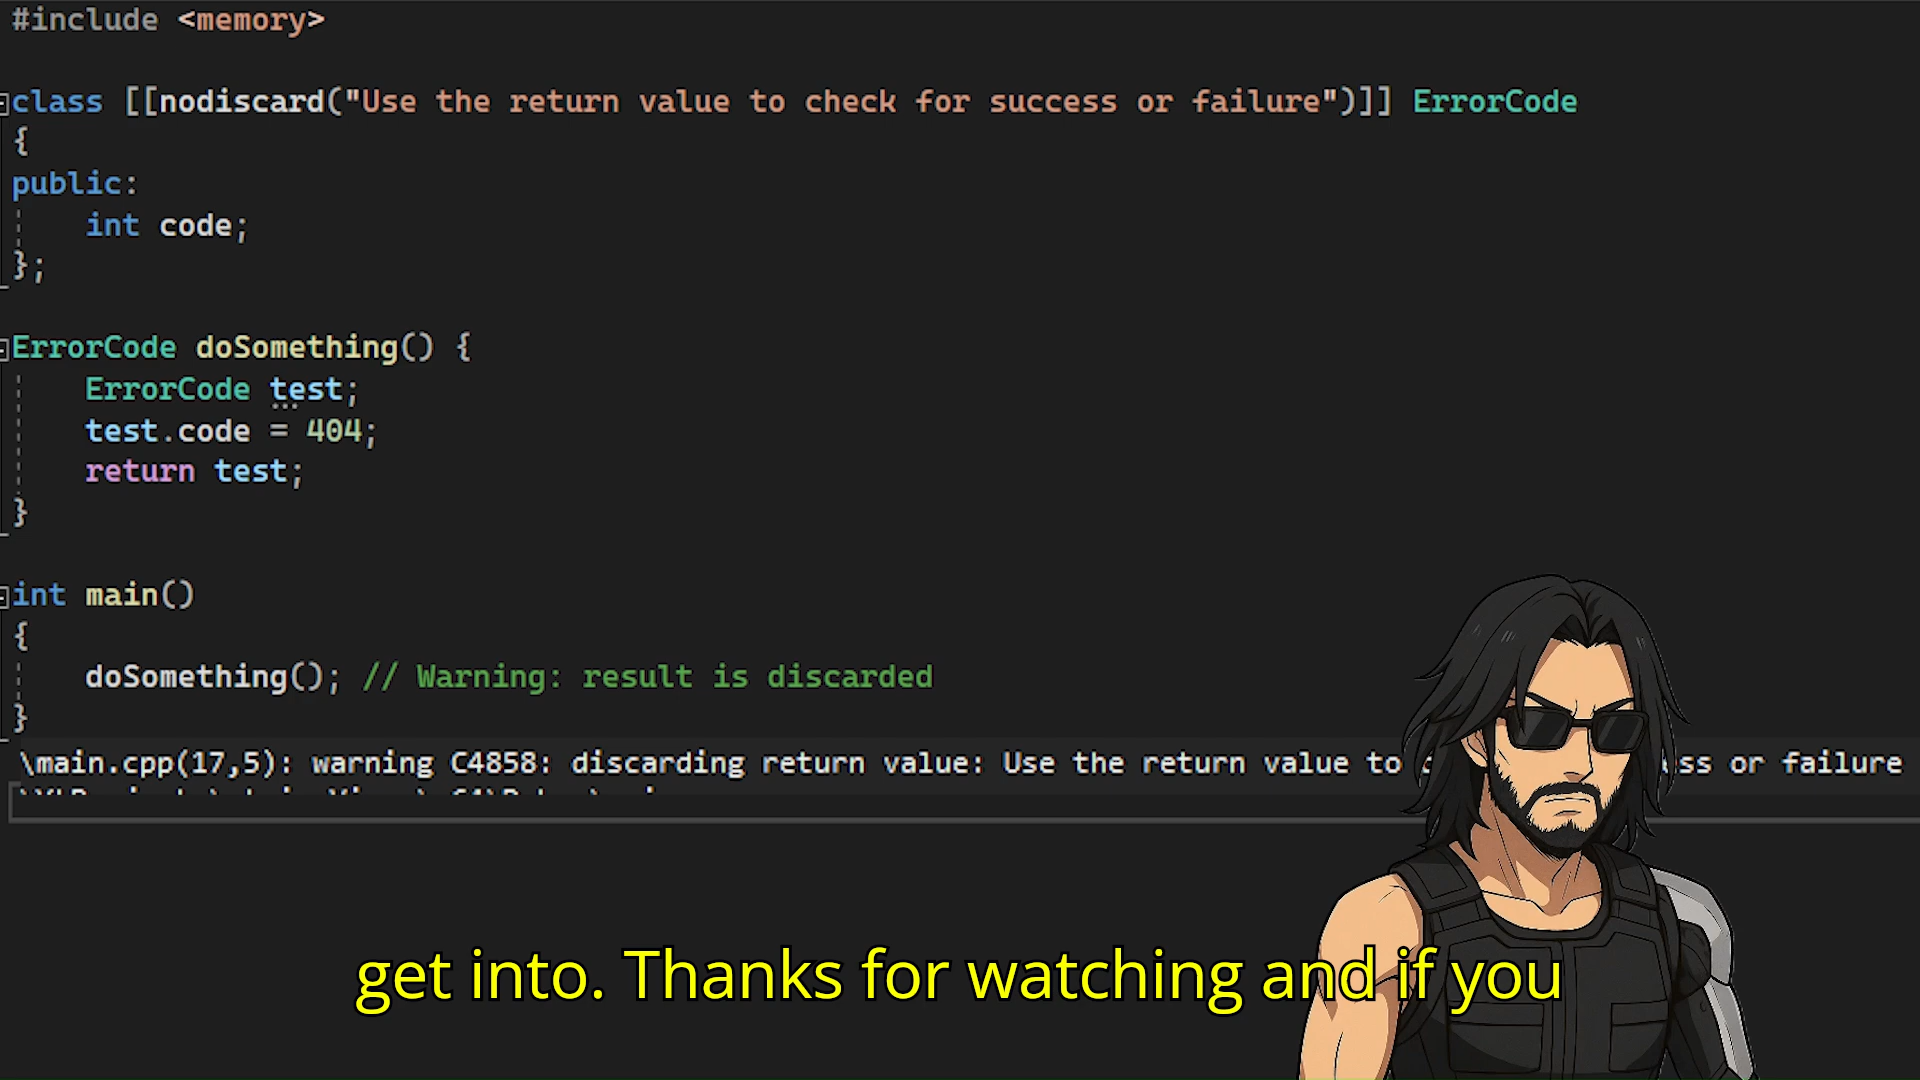 #include <memory>
class [[nodiscard("Use the return value to check for success or failure")]] ErrorCode
{
public:
    int code;
};
ErrorCode doSomething() {
    ErrorCode test;
    test.code = 404;
    return test;
}
int main()
{
    doSomething(); // Warning: result is discarded
}
\main.cpp(17,5): warning C4858: discarding return value: Use the return value to ss or failure
get into. Thanks for watching and if you